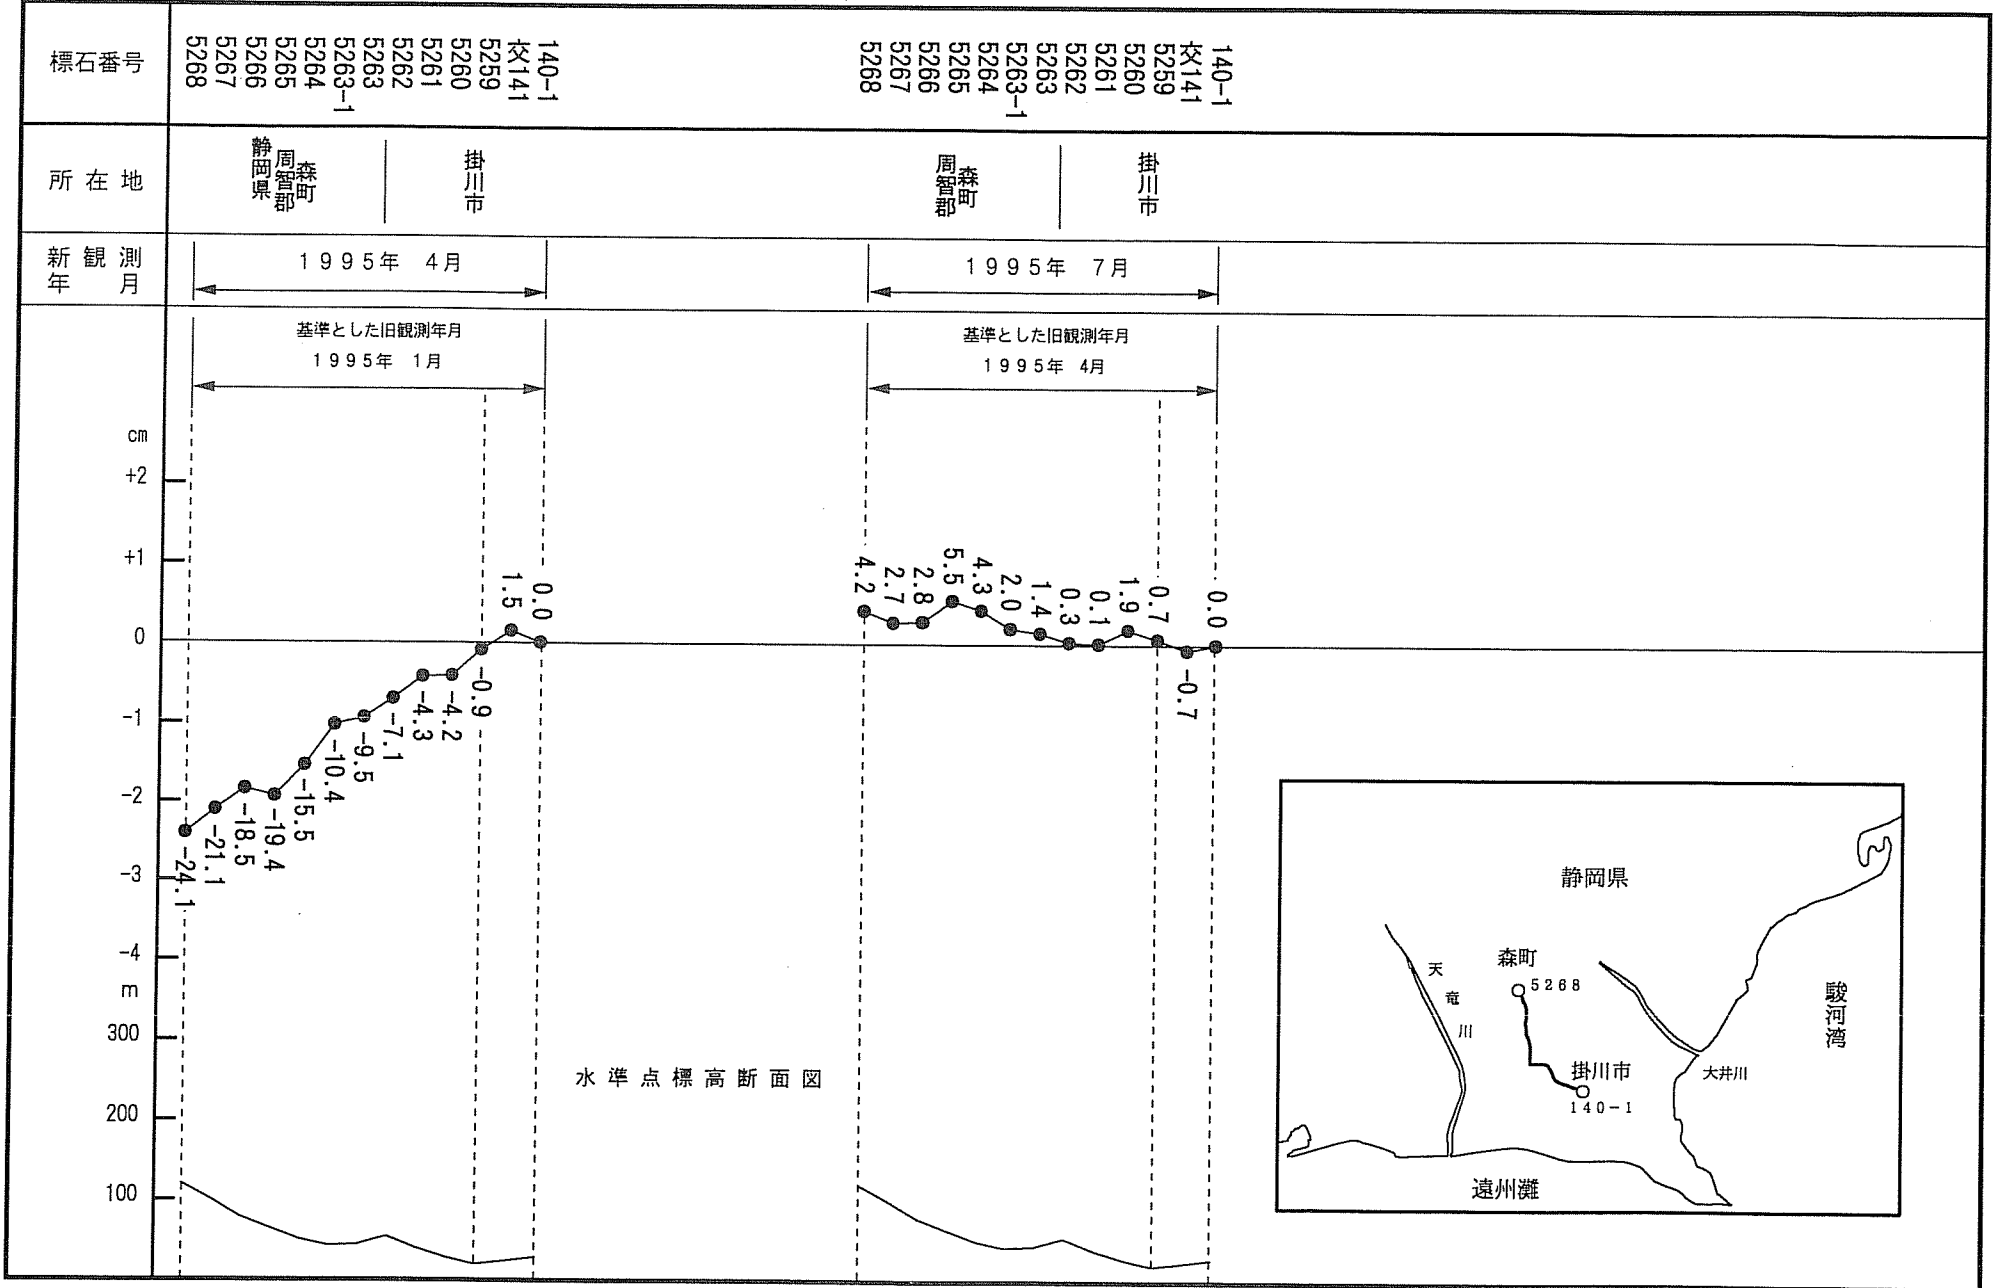 標石番号
5268
5267
5266
5265
5264
5263-1
5263
5262
5261
5260
5259
交141
140-1
5268
5267
5266
5265
5264
5263-1
5263
5262
5261
5260
5259
交141
140-1
所在地
静岡県
周智郡
森町
掛川市
周智郡
森町
掛川市
新観測
年月
1995年 4月
1995年 7月
基準とした旧観測年月
1995年 1月
基準とした旧観測年月
1995年 4月
cm
+2
+1
0
-1
-2
-3
-4
m
300
200
100
-24.1
-21.1
-18.5
-19.4
-15.5
-10.4
-9.5
-7.1
-4.3
-4.2
-0.9
1.5
0.0
4.2
2.7
2.8
5.5
4.3
2.0
1.4
0.3
0.1
1.9
0.7
-0.7
0.0
水準点標高断面図
静岡県
森町
5268
天竜川
掛川市
140-1
大井川
駿河湾
遠州灘